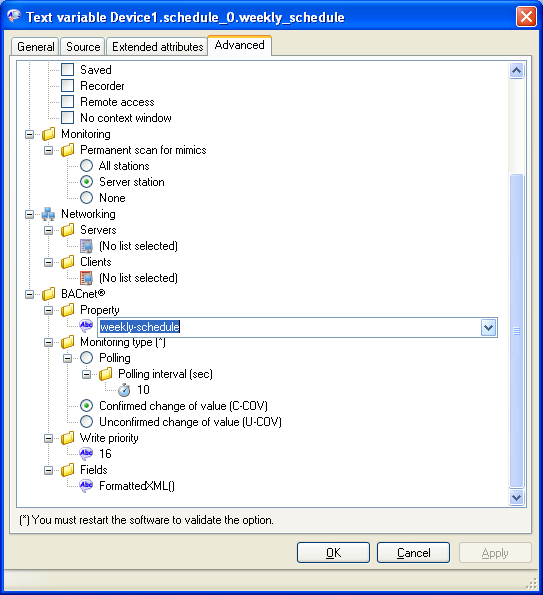 Text variable Device1.schedule_0.weekly_schedule
General Source Extended attributes Advanced
Saved
Recorder
Remote access
No context window
Monitoring
Permanent scan for mimics
All stations
Server station
None
Networking
Servers
(No list selected)
Clients
(No list selected)
BACnet®
Property
Abc weekly-schedule
Monitoring type (*)
Polling
Polling interval (sec)
10
Confirmed change of value (C-COV)
Unconfirmed change of value (U-COV)
Write priority
Abc 16
Fields
Abc FormattedXML()
(*) You must restart the software to validate the option.
OK Cancel Apply